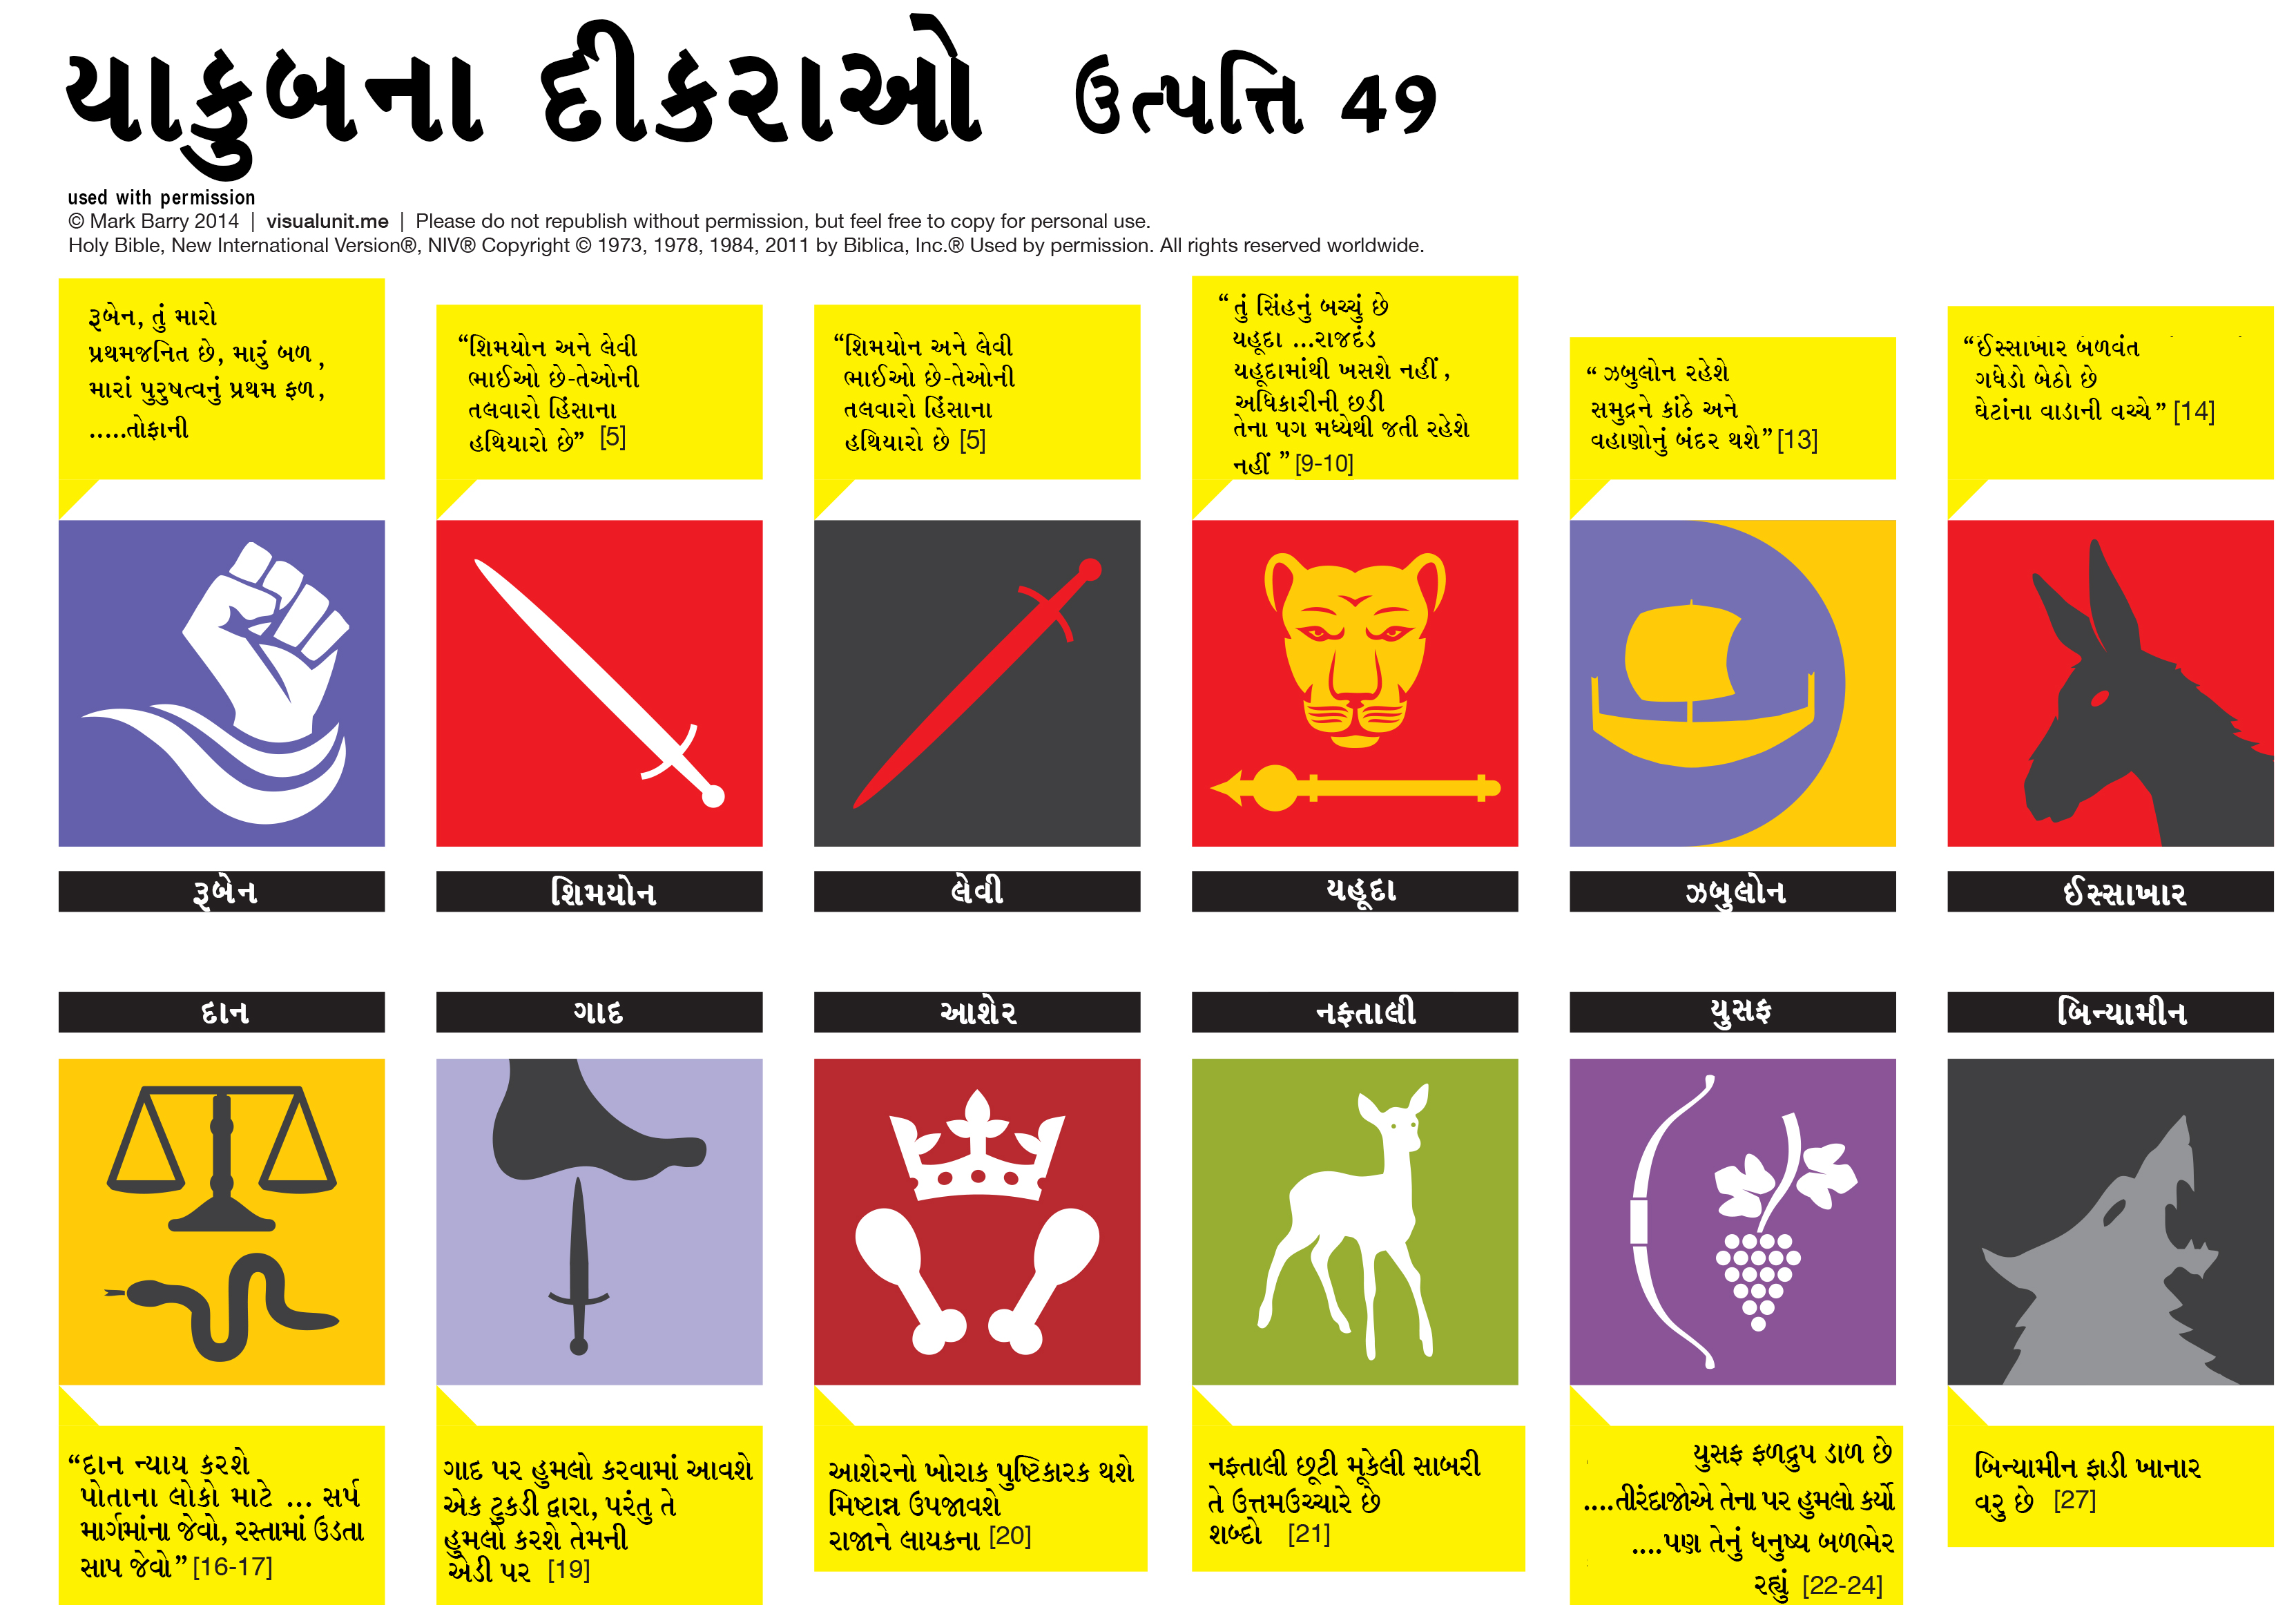 યાકુબના દીકરાઓ ઉત્પત્તિ 49
used with permission
© Mark Barry 2014 | visualunit.me | Please do not republish without permission, but feel free to copy for personal use.
Holy Bible, New International Version®, NIV® Copyright © 1973, 1978, 1984, 2011 by Biblica, Inc.® Used by permission. All rights reserved worldwide.
રૂબેન, તું મારો
પ્રથમજનિત છે, મારું બળ ,
મારાં પુરુષત્વનું પ્રથમ ફળ,
.....તોફાની
“શિમયોન અને લેવી
ભાઈઓ છે-તેઓની
તલવારો હિંસાના
હથિયારો છે” [5]
“શિમયોન અને લેવી
ભાઈઓ છે-તેઓની
તલવારો હિંસાના
હથિયારો છે [5]
“ તું સિંહનું બચ્ચું છે
યહૂદા ...રાજદંડ
યહૂદામાંથી ખસશે નહીં ,
અધિકારીની છડી
તેના પગ મધ્યેથી જતી રહેશે
નહીં ” [9-10]
“ ઝબુલોન રહેશે
સમુદ્રને કાંઠે અને
વહાણોનું બંદર થશે” [13]
“ઈસ્સાખાર બળવંત
ગધેડો બેઠો છે
ઘેટાંના વાડાની વચ્ચે ” [14]
રૂબેન
શિમયોન
લેવી
યહૂદા
ઝબુલોન
ઈસ્સાખાર
દાન
ગાદ
આશેર
નફતાલી
યુસફ
બિન્યામીન
“દાન ન્યાય કરશે
પોતાના લોકો માટે ... સર્પ
માર્ગમાંના જેવો, રસ્તામાં ઉડતા
સાપ જેવો” [16-17]
ગાદ પર હુમલો કરવામાં આવશે
એક ટુકડી દ્વારા, પરંતુ તે
હુમલો કરશે તેમની
એડી પર [19]
આશેરનો ખોરાક પુષ્ટિકારક થશે
મિષ્ટાન્ન ઉપજાવશે
રાજાને લાયકના [20]
નફતાલી છૂટી મૂકેલી સાબરી
તે ઉત્તમઉચ્ચારે છે
શબ્દો [21]
યુસફ ફળદ્રુપ ડાળ છે
....તીરંદાજોએ તેના પર હુમલો કર્યો
....પણ તેનું ધનુષ્ય બળભેર
રહ્યું [22-24]
બિન્યામીન ફાડી ખાનાર
વરુ છે [27]